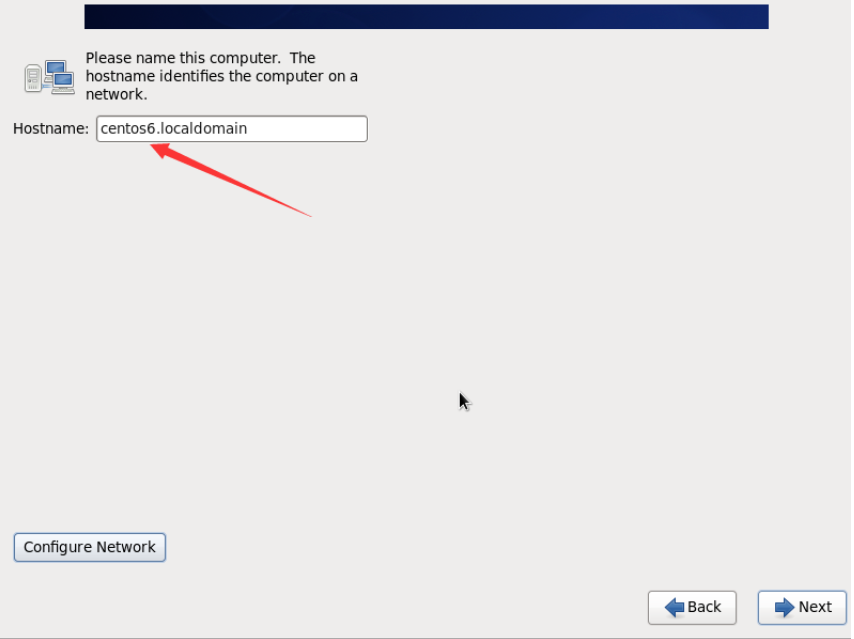 Please name this computer.  The
hostname identifies the computer on a
network.
Hostname: centos6.localdomain
Configure Network
Back Next